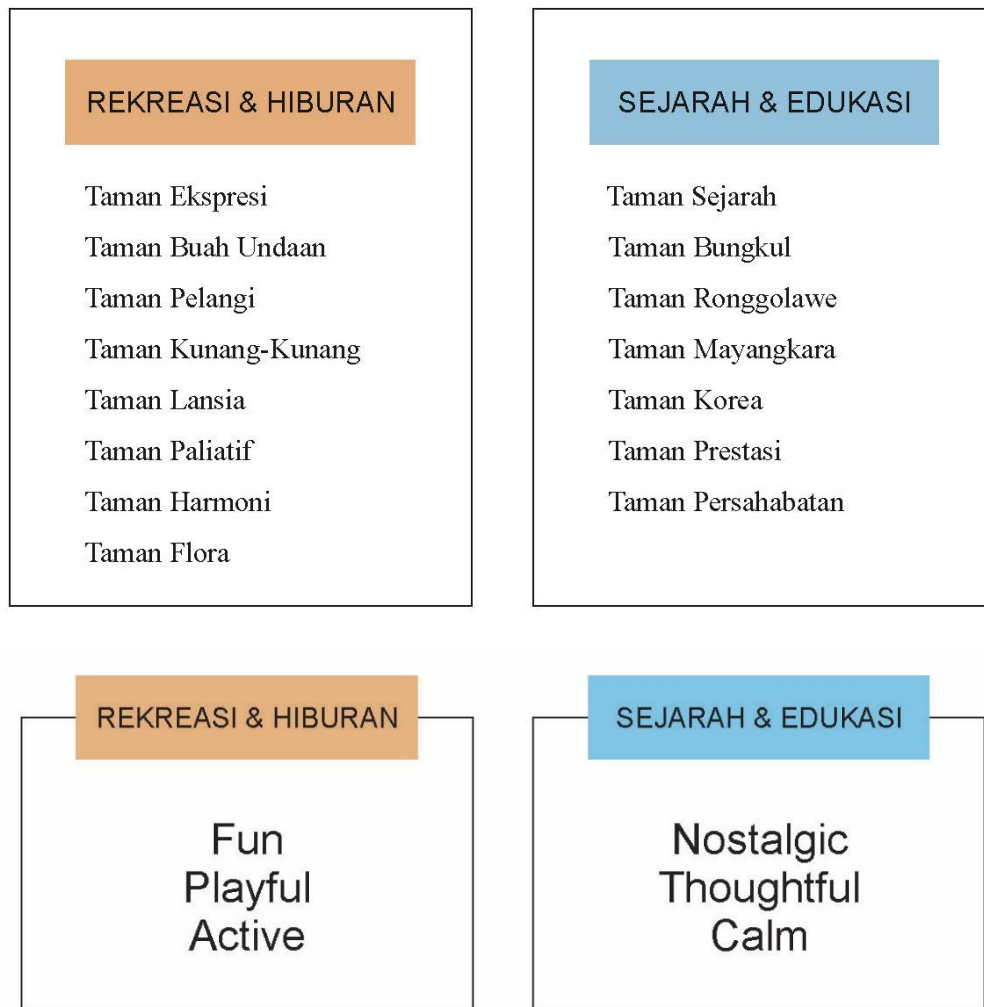 REKREASI & HIBURAN
Taman Ekspresi
Taman Buah Undaan
Taman Pelangi
Taman Kunang-Kunang
Taman Lansia
Taman Paliatif
Taman Harmoni
Taman Flora
SEJARAH & EDUKASI
Taman Sejarah
Taman Bungkul
Taman Ronggolawe
Taman Mayangkara
Taman Korea
Taman Prestasi
Taman Persahabatan
REKREASI & HIBURAN
Fun
Playful
Active
SEJARAH & EDUKASI
Nostalgic
Thoughtful
Calm